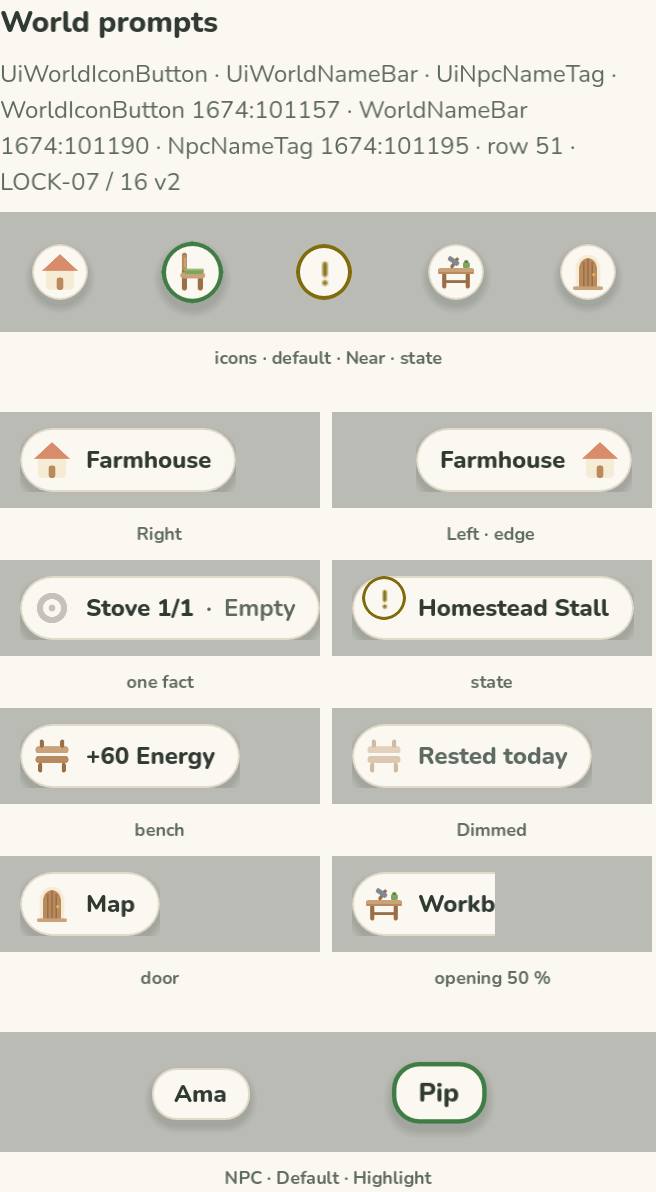 World prompts
UiWorldIconButton · UiWorldNameBar · UiNpcNameTag ·
WorldIconButton 1674:101157 · WorldNameBar
1674:101190 · NpcNameTag 1674:101195 · row 51 ·
LOCK-07 / 16 v2
!
icons · default · Near · state
Farmhouse
Farmhouse
Right
Left · edge
Stove 1/1 · Empty
! Homestead Stall
one fact
state
+60 Energy
Rested today
bench
Dimmed
Map
Workb
door
opening 50 %
Ama
Pip
NPC · Default · Highlight